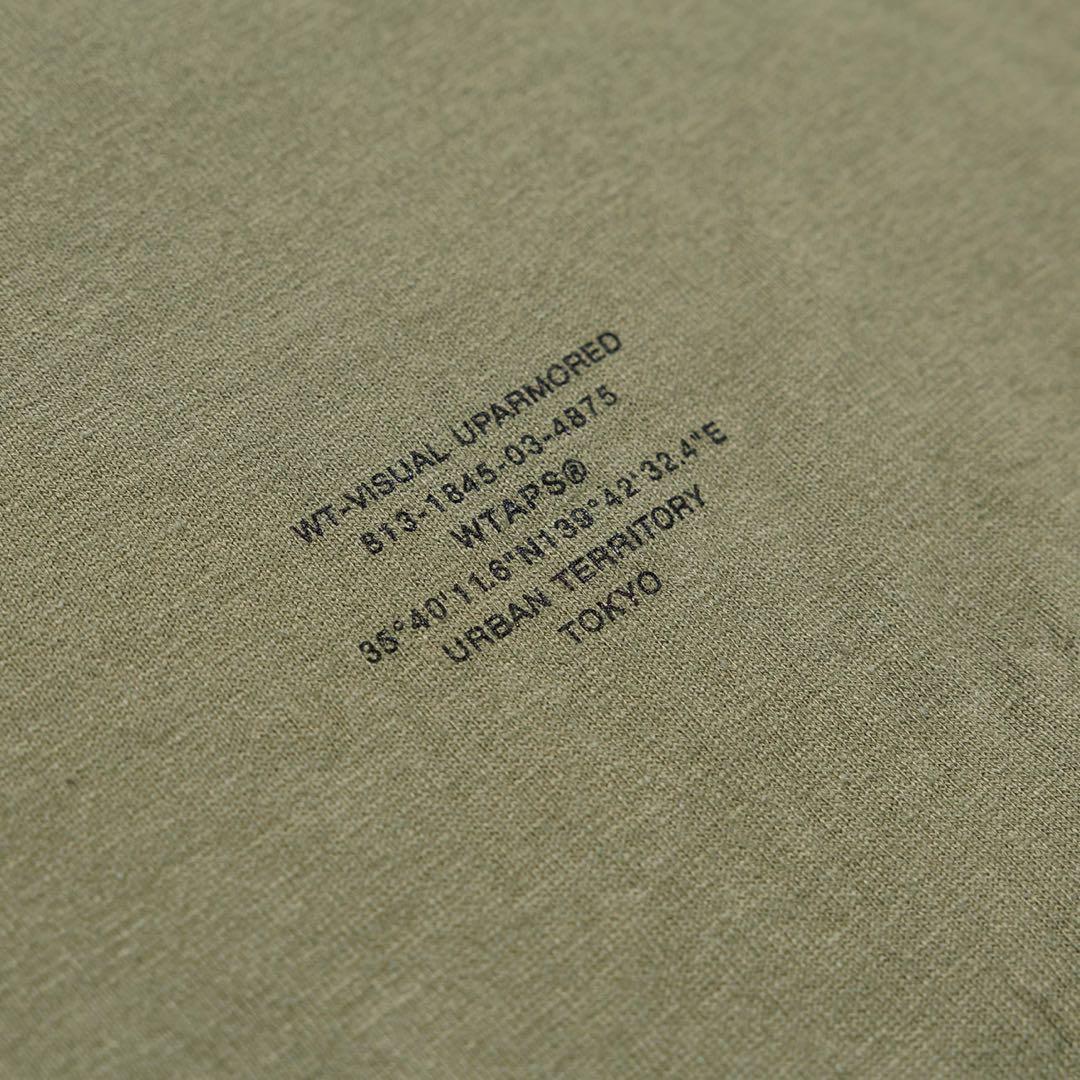 WT-VISUAL UPARMORED
813-1845-03-4875
WTAPS®
35°40'11.6"N139°42'32.4"E
URBAN TERRITORY
TOKYO